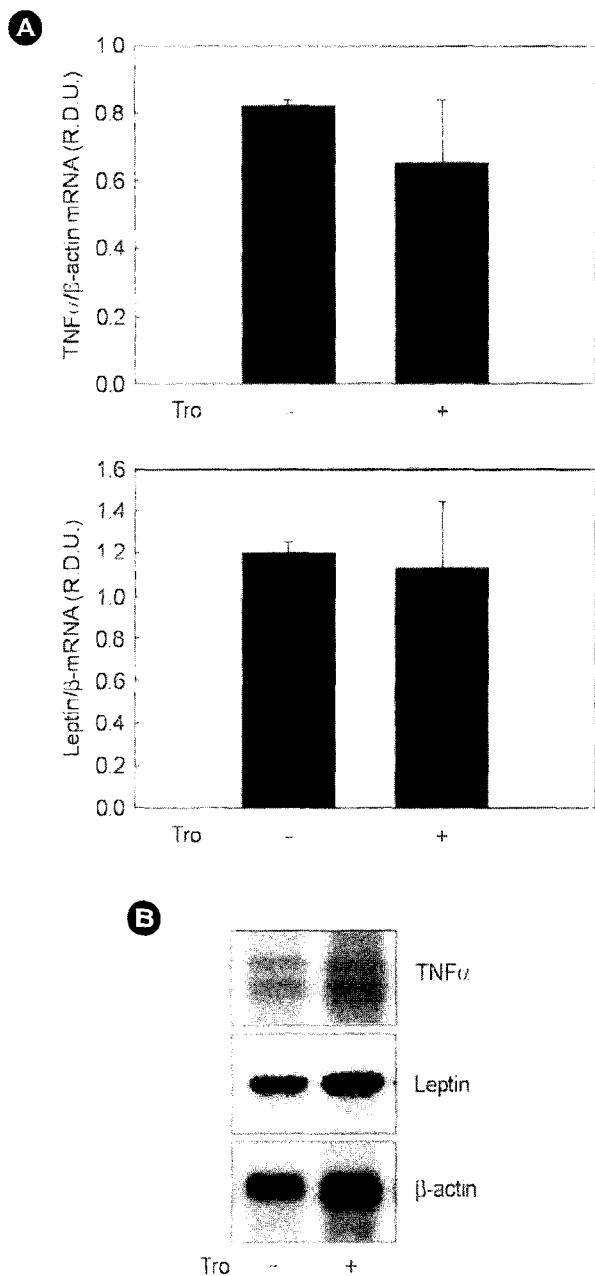 A
TNFα/β-actin mRNA (R.D.U.)
1.0
0.8
0.6
0.4
0.2
0.0
Tro - +
Leptin/β-mRNA (R.D.U.)
1.6
1.4
1.2
1.0
0.8
0.6
0.4
0.2
0.0
Tro - +
B
TNFα
Leptin
β-actin
Tro - +